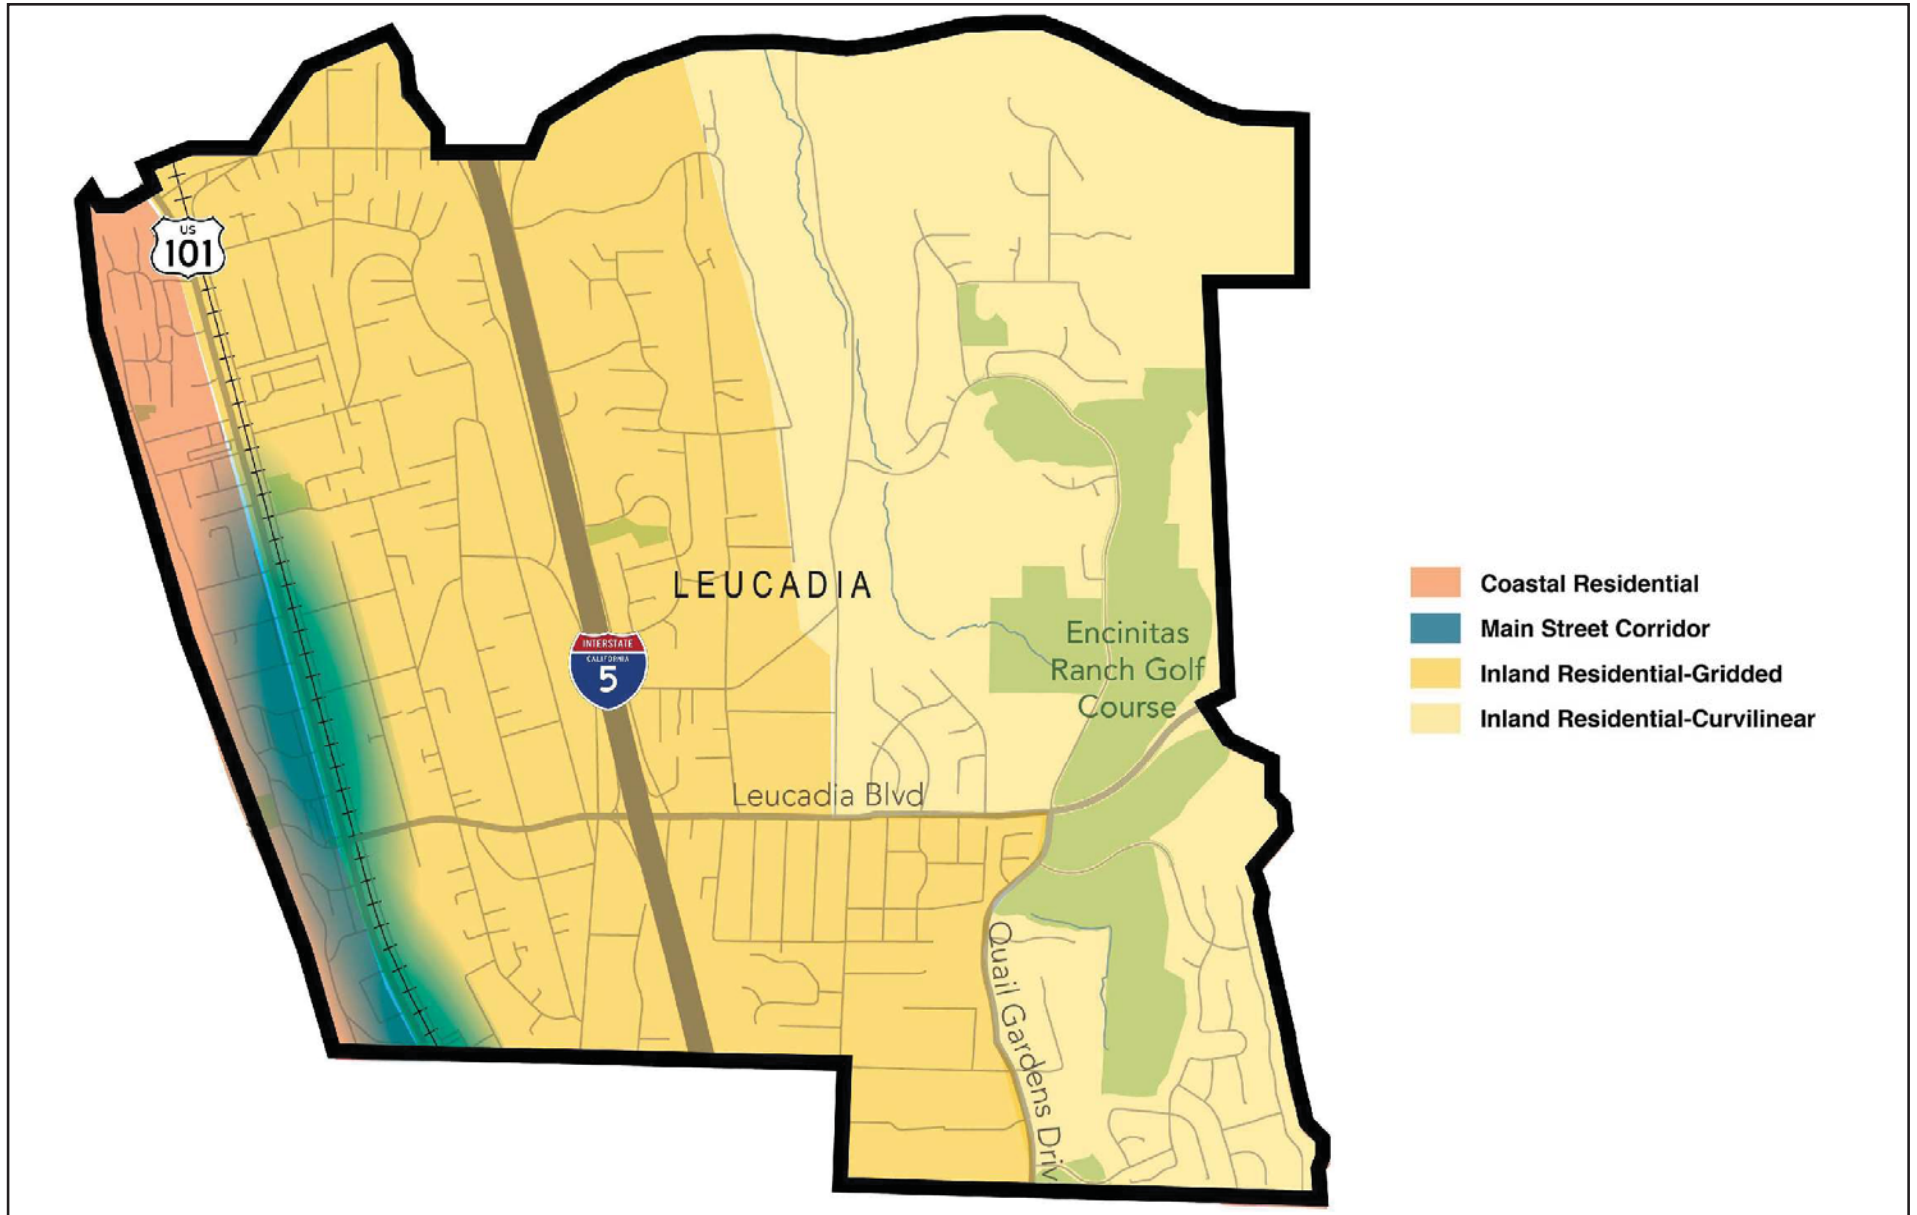 US
101
LEUCADIA
INTERSTATE
CALIFORNIA
5
Encinitas
Ranch Golf
Course
Leucadia Blvd
Quail Gardens Driv
Coastal Residential
Main Street Corridor
Inland Residential-Gridded
Inland Residential-Curvilinear